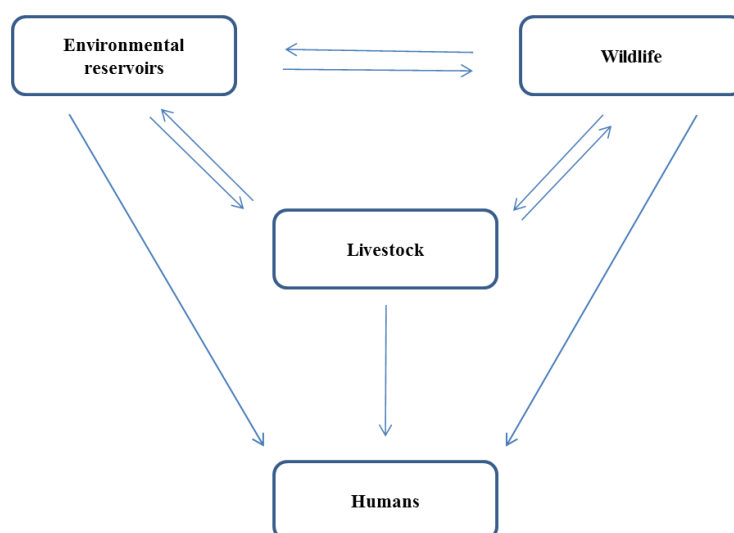 Environmental
reservoirs
Wildlife
Livestock
Humans